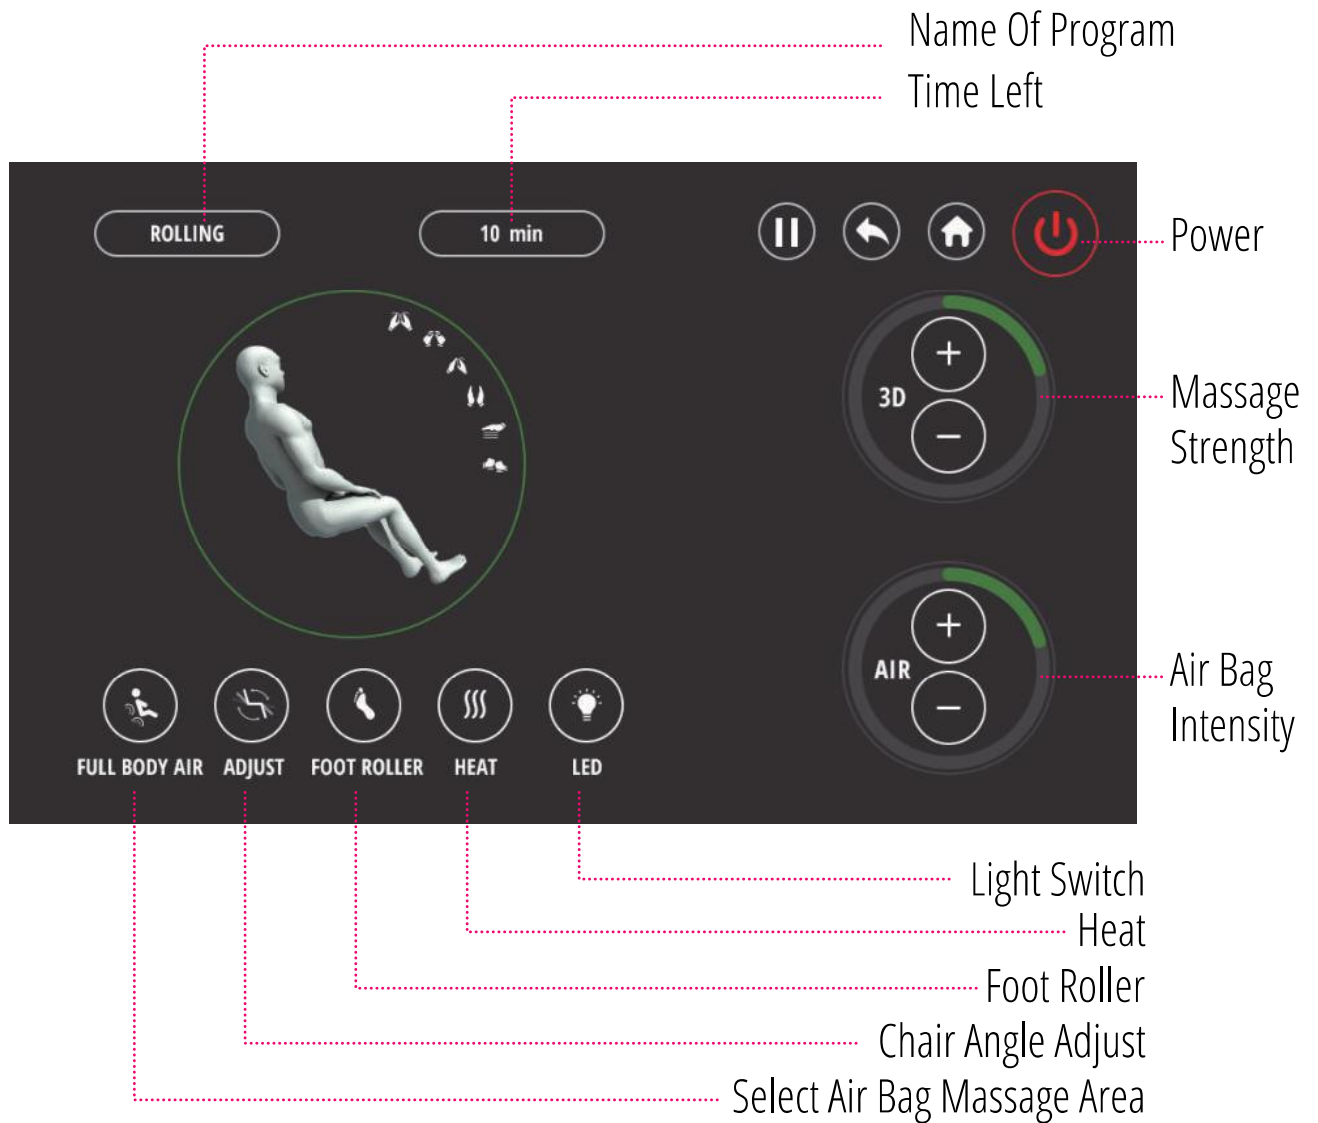 Name Of Program
Time Left
ROLLING
10 min
Power
3D
+
−
Massage
Strength
AIR
+
−
Air Bag
Intensity
FULL BODY AIR
ADJUST
FOOT ROLLER
HEAT
LED
Light Switch
Heat
Foot Roller
Chair Angle Adjust
Select Air Bag Massage Area